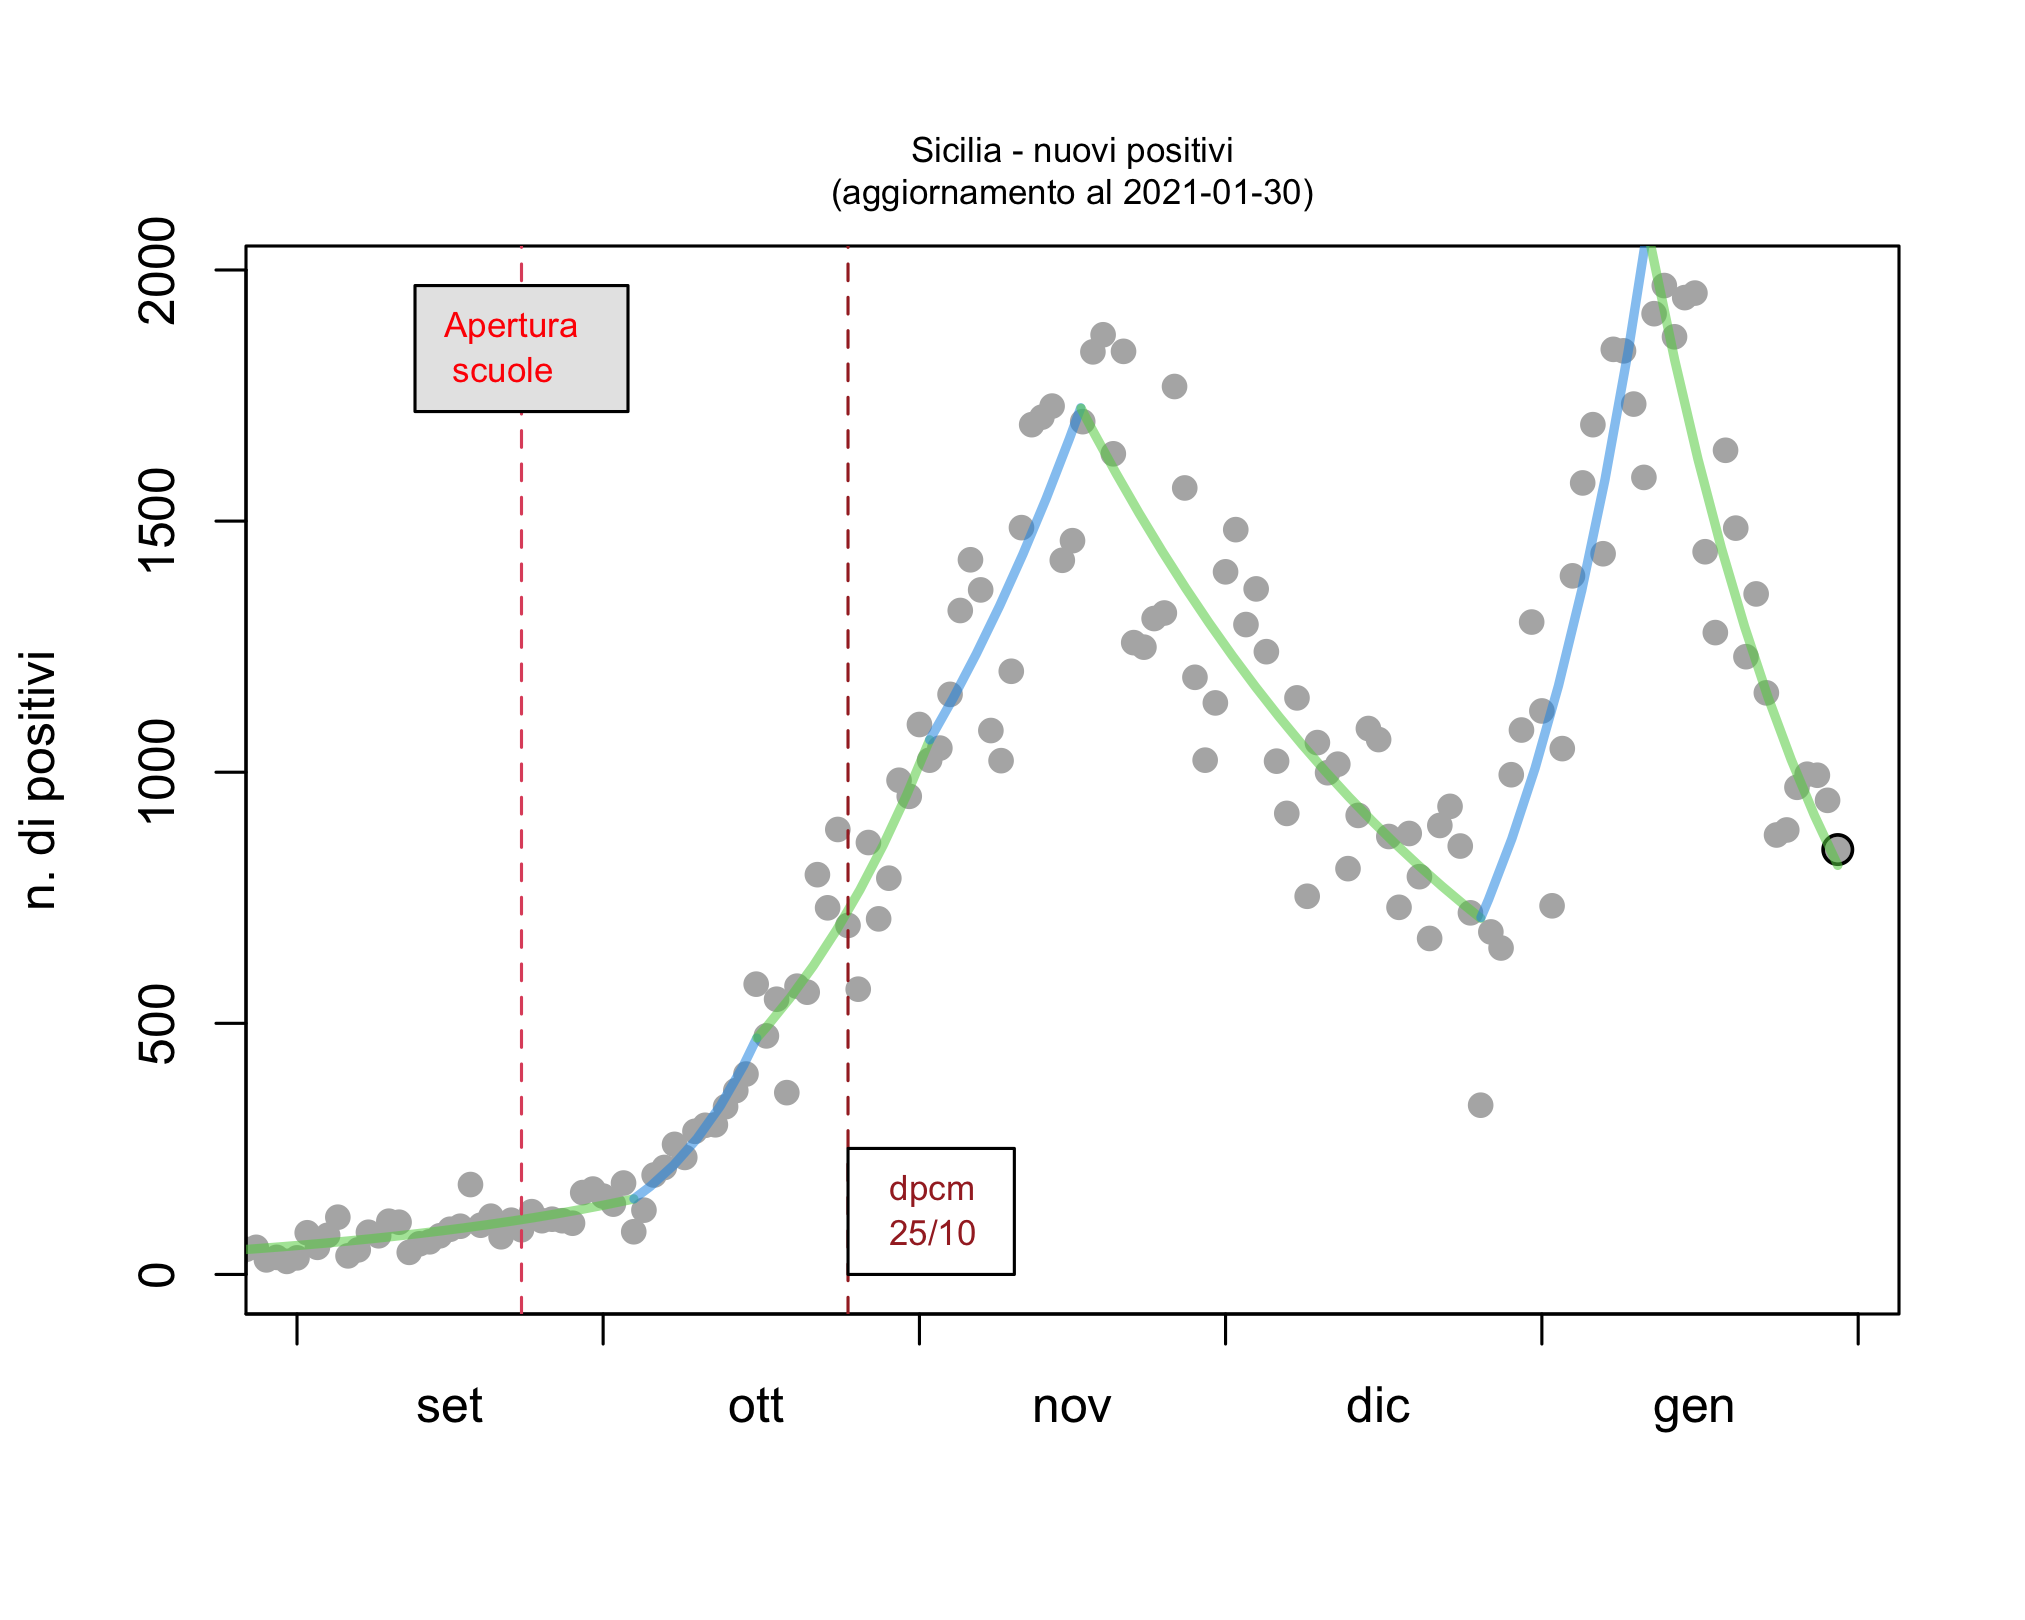 Sicilia - nuovi positivi
(aggiornamento al 2021-01-30)
n. di positivi
2000
1500
1000
500
0
Apertura
scuole
dpcm
25/10
set
ott
nov
dic
gen